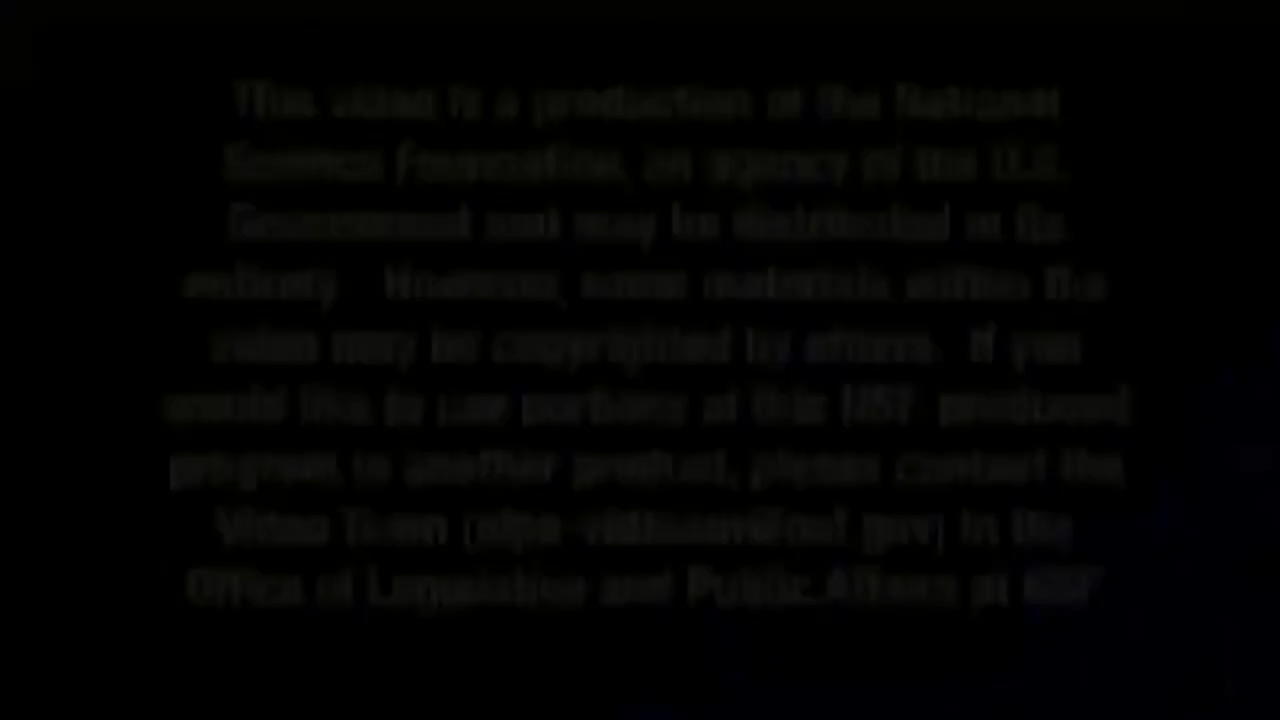 This video is a production of the National
Science Foundation, an agency of the U.S.
Government and may be distributed in its
entirety. However, some materials within the
video may be copyrighted by others. If you
would like to use portions of this NSF produced
program in another product, please contact the
Video Team in the
Office of Legislative and Public Affairs at NSF